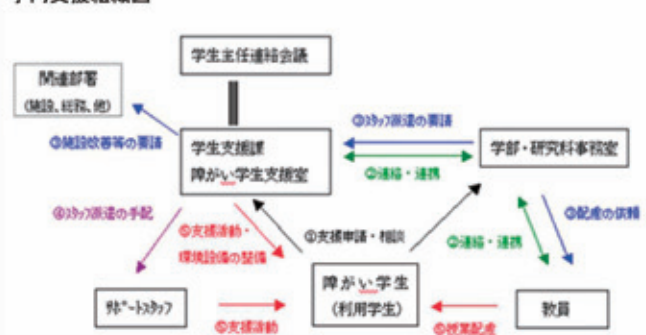 学生主任連絡会議
関連部署
(施設、総務、他)
③スタッフ派遣の要請
③施設改善等の要請
学生支援課
障がい学生支援室
学部・研究科事務室
②連絡・連携
④スタッフ派遣の手配
⑤支援活動・
環境設備の整備
①支援申請・相談
②連絡・連携
③配慮の依頼
サポートスタッフ
障がい学生
(利用学生)
教員
⑤支援活動
⑤授業配慮